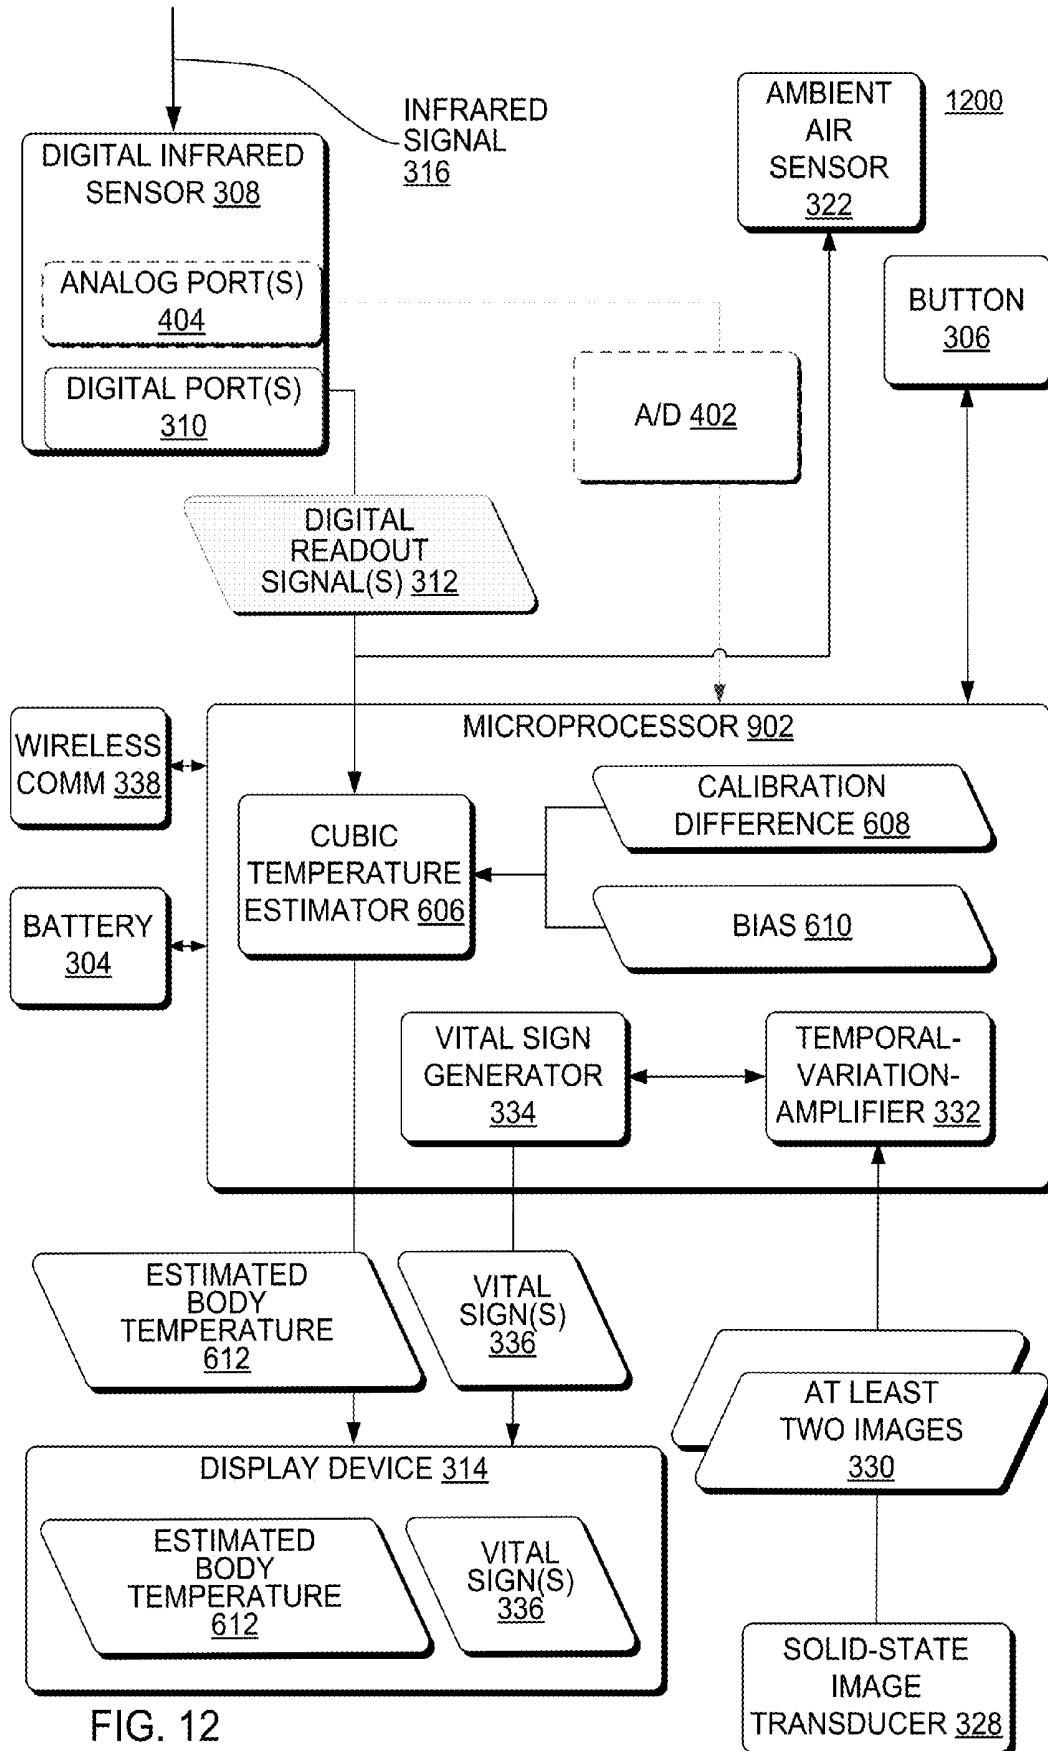 INFRARED
SIGNAL
316
AMBIENT
AIR
SENSOR
322
1200
DIGITAL INFRARED
SENSOR 308
ANALOG PORT(S)
404
DIGITAL PORT(S)
310
A/D 402
BUTTON
306
DIGITAL
READOUT
SIGNAL(S) 312
MICROPROCESSOR 902
WIRELESS
COMM 338
CALIBRATION
DIFFERENCE 608
CUBIC
TEMPERATURE
ESTIMATOR 606
BATTERY
304
BIAS 610
VITAL SIGN
GENERATOR
334
TEMPORAL-
VARIATION-
AMPLIFIER 332
ESTIMATED
BODY
TEMPERATURE
612
VITAL
SIGN(S)
336
AT LEAST
TWO IMAGES
330
DISPLAY DEVICE 314
ESTIMATED
BODY
TEMPERATURE
612
VITAL
SIGN(S)
336
SOLID-STATE
IMAGE
TRANSDUCER 328
FIG. 12